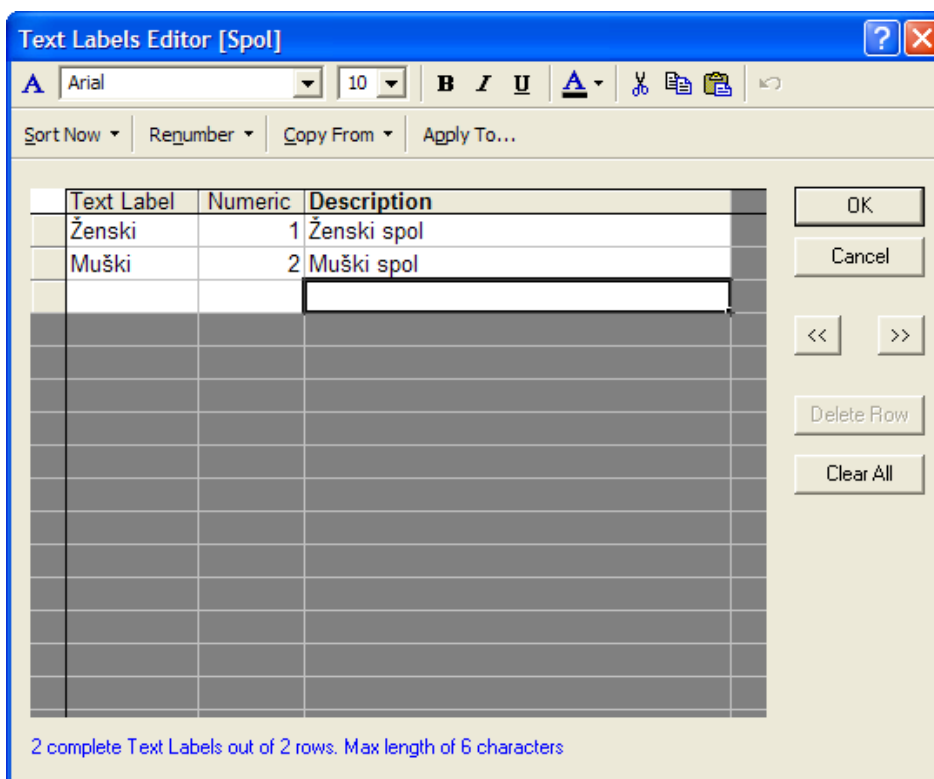 Text Labels Editor [Spol]
A Arial 10 B I U A
Sort Now Renumber Copy From Apply To...
Text Label Numeric Description
Ženski 1 Ženski spol
Muški 2 Muški spol
OK
Cancel
<< >>
Delete Row
Clear All
2 complete Text Labels out of 2 rows. Max length of 6 characters